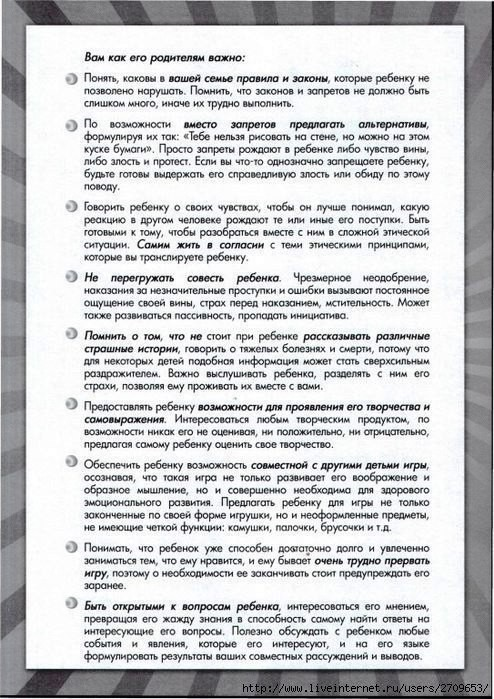 Вам как его родителям важно:
Понять, каковы в вашей семье правила и законы, которые ребенку не
позволено нарушать. Помнить, что законов и запретов не должно быть
слишком много, иначе их трудно выполнить.
По возможности вместо запретов предлагать альтернативы,
формулируя их так: «Тебе нельзя рисовать на стене, но можно на этом
куске бумаги». Просто запреты рождают в ребенке либо чувство вины,
либо злость и протест. Если вы что-то однозначно запрещаете ребенку,
будьте готовы выдержать его справедливую злость или обиду по этому
поводу.
Говорить ребенку о своих чувствах, чтобы он лучше понимал, какую
реакцию в другом человеке рождают те или иные его поступки. Быть
готовыми к тому, чтобы разобраться вместе с ним в сложной этической
ситуации. Самим жить в согласии с теми этическими принципами,
которые вы транслируете ребенку.
Не перегружать совесть ребенка. Чрезмерное неодобрение,
наказания за незначительные проступки и ошибки вызывают постоянное
ощущение своей вины, страх перед наказанием, мстительность. Может
также развиваться пассивность, пропадать инициатива.
Помнить о том, что не стоит при ребенке рассказывать различные
страшные истории, говорить о тяжелых болезнях и смерти, потому что
для некоторых детей подобная информация может стать сверхсильным
раздражителем. Важно выслушивать ребенка, разделять с ним его
страхи, позволяя ему проживать их вместе с вами.
Предоставлять ребенку возможности для проявления его творчества и
самовыражения. Интересоваться любым творческим продуктом, по
возможности никак его не оценивая, ни положительно, ни отрицательно,
предлагая самому ребенку оценить свое творчество.
Обеспечить ребенку возможность совместной с другими детьми игры,
осознавая, что такая игра не только развивает его воображение и
образное мышление, но и совершенно необходима для здорового
эмоционального развития. Предлагать ребенку для игры не только
законченные по своей форме игрушки, но и неоформленные предметы,
не имеющие четкой функции: камушки, палочки, брусочки и т.д.
Понимать, что ребенок уже способен достаточно долго и увлеченно
заниматься тем, что ему нравится, и ему бывает очень трудно прервать
игру, поэтому о необходимости ее заканчивать стоит предупреждать его
заранее.
Быть открытыми к вопросам ребенка, интересоваться его мнением,
превращая его жажду знания в способность самому найти ответы на
интересующие его вопросы. Полезно обсуждать с ребенком любые
события и явления, которые его интересуют, и на его языке
формулировать результаты ваших совместных рассуждений и выводов.
http://www.liveinternet.ru/users/2709653/